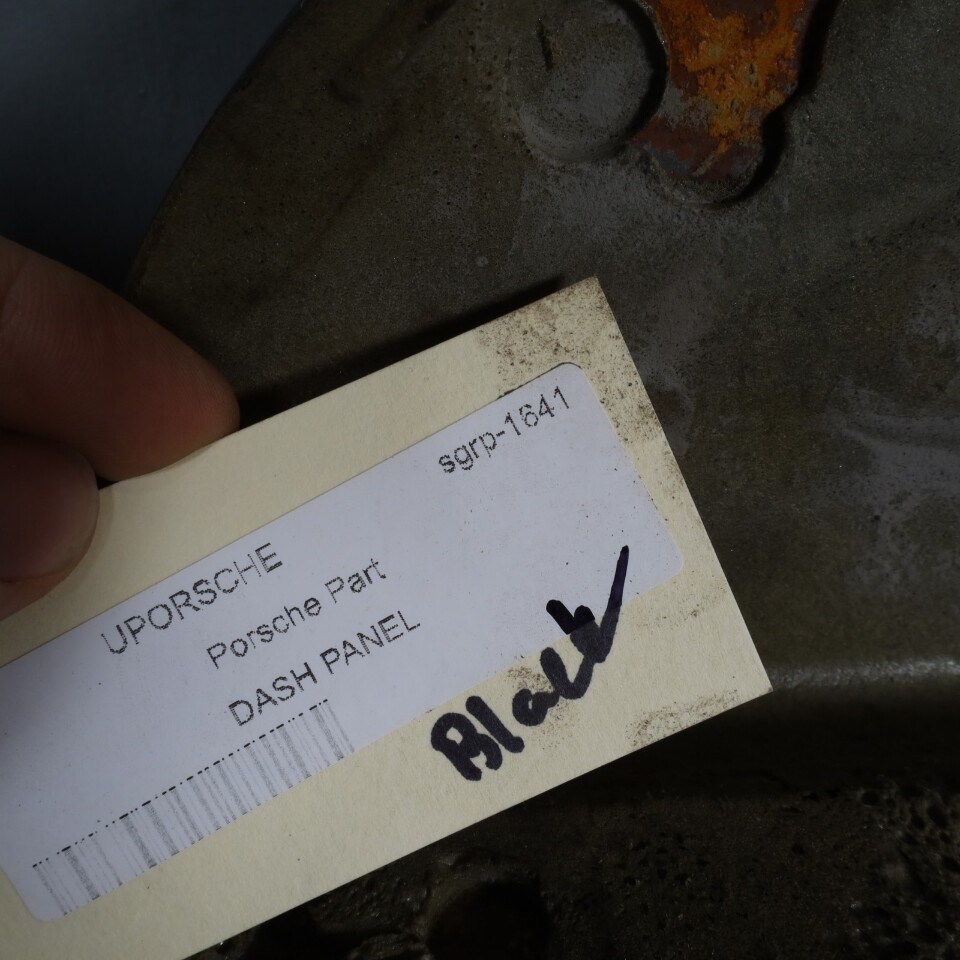 sgrp-1641
UPORSCHE
Porsche Part
DASH PANEL
Black